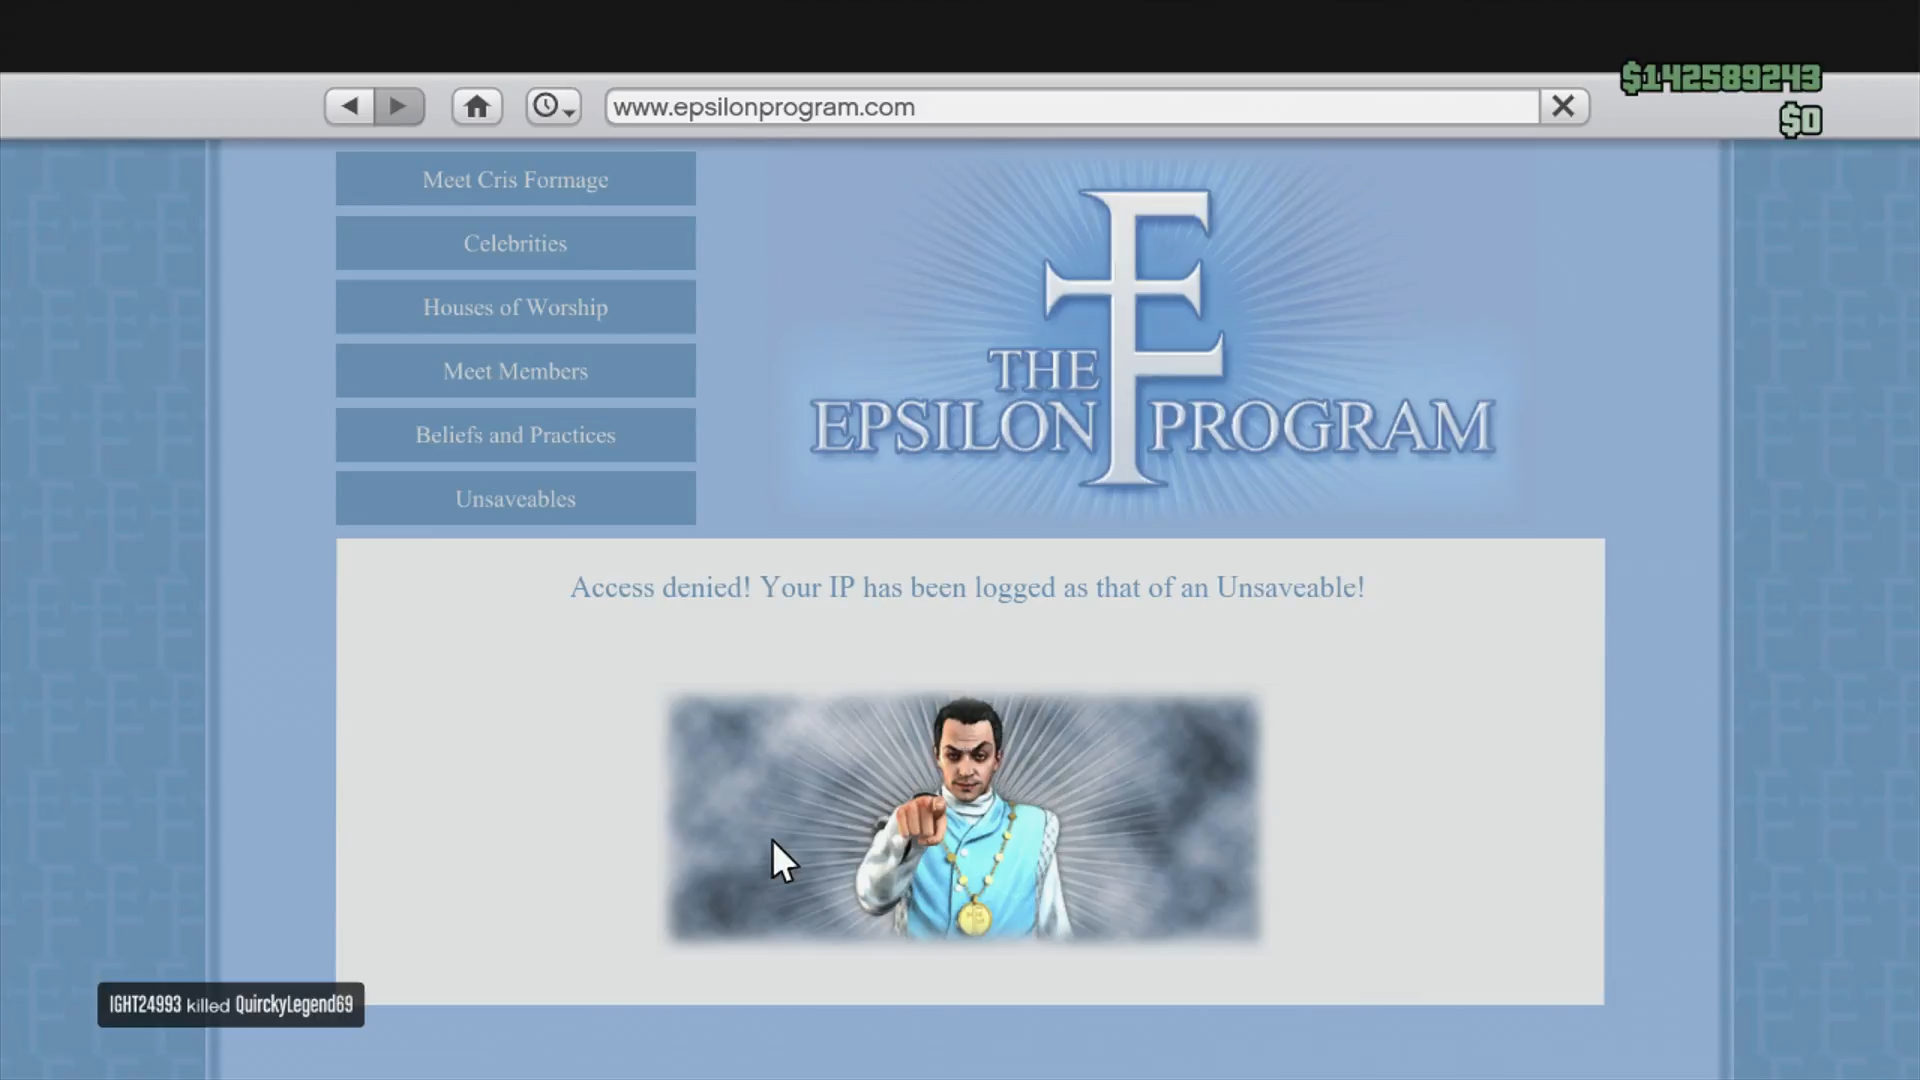 $142589243
www.epsilonprogram.com
$0
Meet Cris Formage
Celebrities
Houses of Worship
Meet Members
Beliefs and Practices
Unsaveables
THE
EPSILON PROGRAM
Access denied! Your IP has been logged as that of an Unsaveable!
IGHT24993 killed QuirckyLegend69